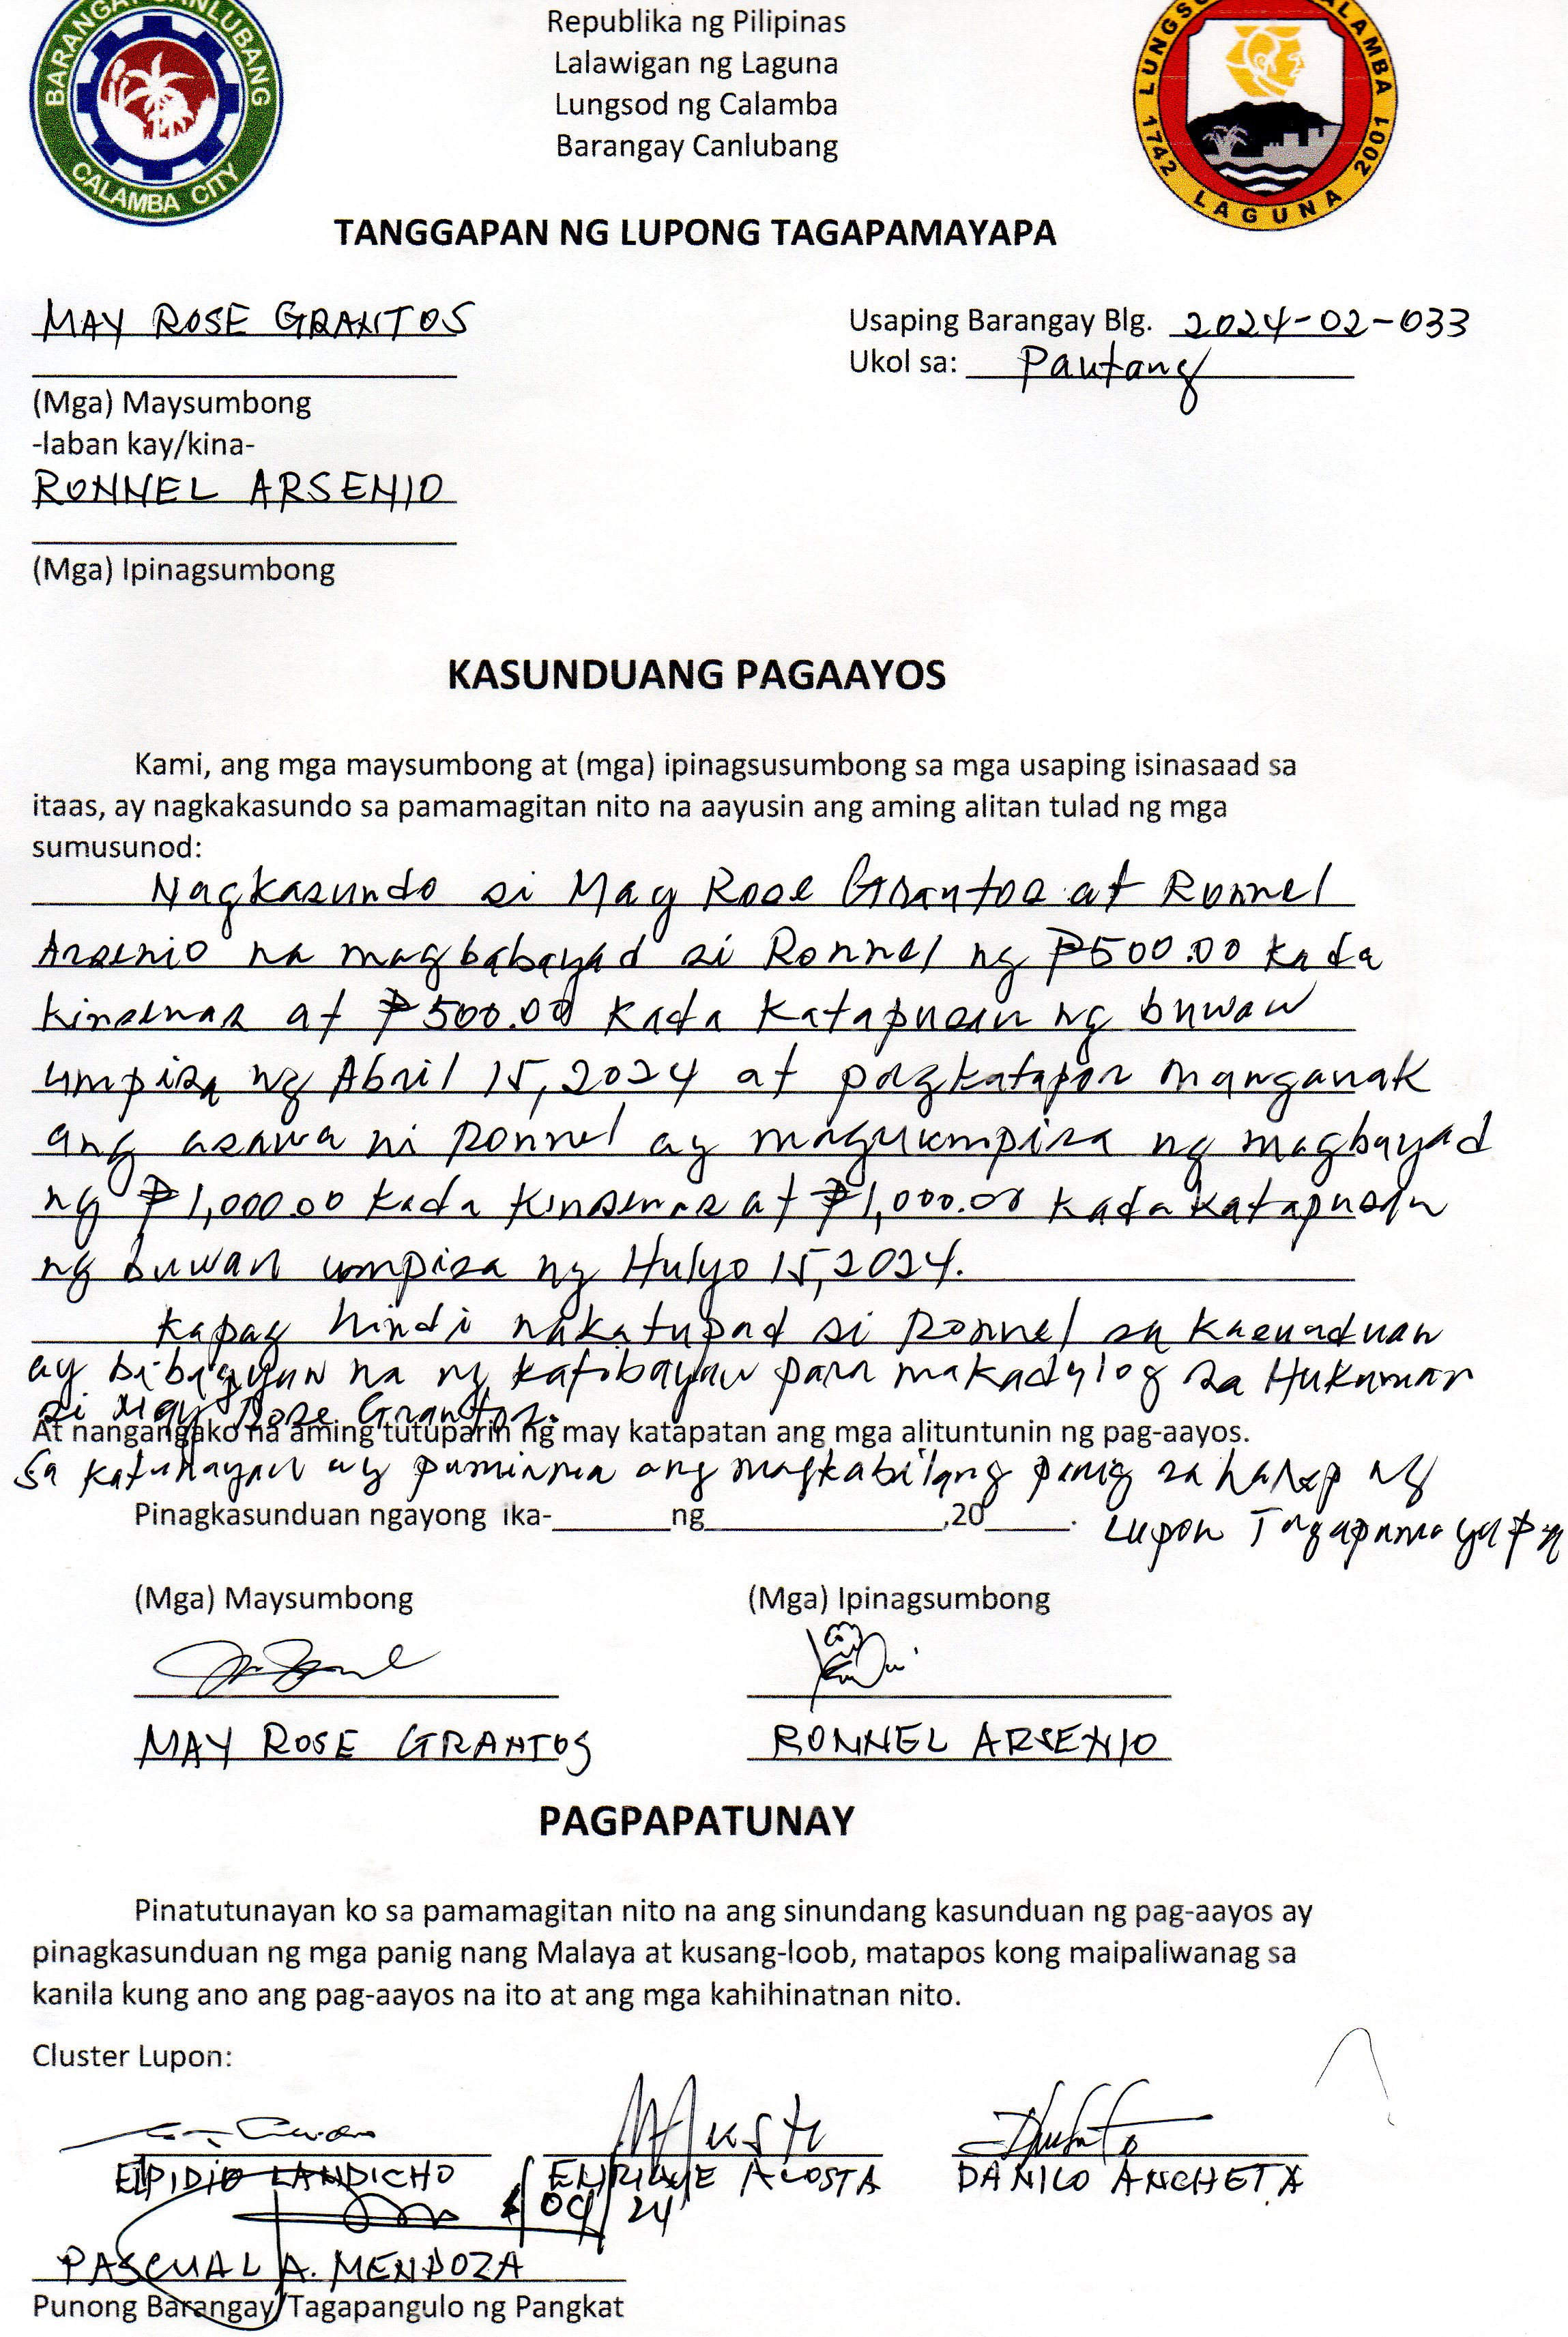 BARANGAY CANLUBANG
CALAMBA CITY
Republika ng Pilipinas
Lalawigan ng Laguna
Lungsod ng Calamba
Barangay Canlubang
LUNGSOD CALAMBA
1742 LAGUNA 2001
TANGGAPAN NG LUPONG TAGAPAMAYAPA
MAY ROSE GRANTOS
Usaping Barangay Blg. 2024-02-033
Ukol sa: Pautang
(Mga) Maysumbong
-laban kay/kina-
RONNEL ARSENIO
(Mga) Ipinagsumbong
KASUNDUANG PAGAAYOS
Kami, ang mga maysumbong at (mga) ipinagsusumbong sa mga usaping isinasaad sa
itaas, ay nagkakasundo sa pamamagitan nito na aayusin ang aming alitan tulad ng mga
sumusunod:
Nagkasundo si May Rose Grantos at Ronnel
Arsenio na magbabayad si Ronnel ng ₱500.00 kada
kinsenas at ₱500.00 kada katapusan ng buwan
umpisa ng Abril 15, 2024 at pagkatapos manganak
ang asawa ni Ronnel ay maguumpisa ng magbayad
ng ₱1,000.00 kada kinsenas at ₱1,000.00 kada katapusan
ng buwan umpisa ng Hulyo 15, 2024.
Kapag hindi nakatupad si Ronnel sa kasunduan
ay bibigyan na ng katibayan para makadulog sa Hukuman
si May Rose Grantos.
At nangangako na aming tutuparin ng may katapatan ang mga alituntunin ng pag-aayos.
Sa katunayan ay pumirma ang magkabilang panig sa harap ng
Lupon Tagapamayapa
Pinagkasunduan ngayong ika-_______ng______________,20_____.
(Mga) Maysumbong (Mga) Ipinagsumbong
MAY ROSE GRANTOS RONNEL ARSENIO
PAGPAPATUNAY
Pinatutunayan ko sa pamamagitan nito na ang sinundang kasunduan ng pag-aayos ay
pinagkasunduan ng mga panig nang Malaya at kusang-loob, matapos kong maipaliwanag sa
kanila kung ano ang pag-aayos na ito at ang mga kahihinatnan nito.
Cluster Lupon:
ELPIDIO LANDICHO ENRIQUE ACOSTA DANILO ANCHETA
PASCUAL A. MENDOZA
Punong Barangay/Tagapangulo ng Pangkat